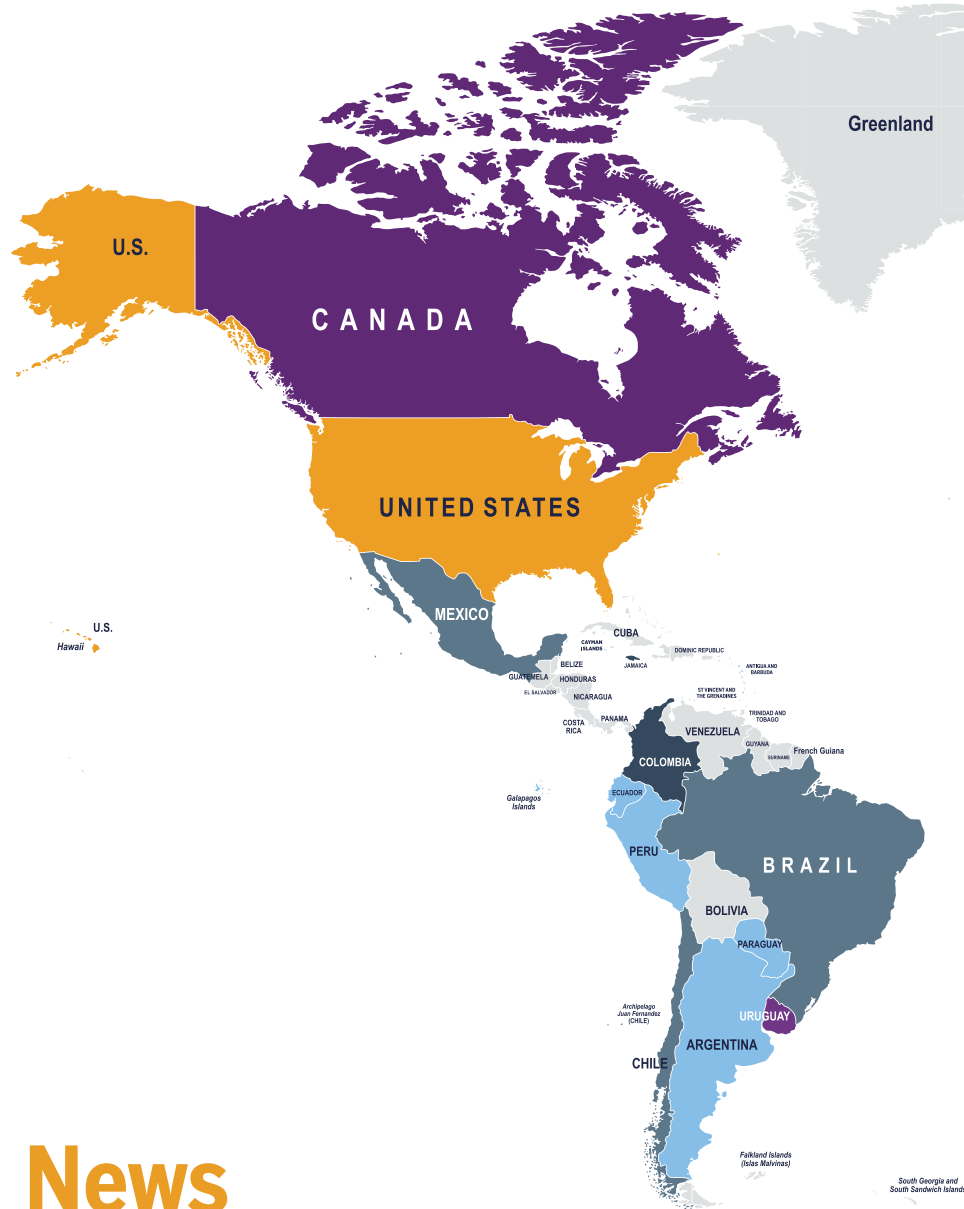 Greenland
U.S.
CANADA
UNITED STATES
MEXICO
U.S.
Hawaii
CUBA
CAYMAN
ISLANDS
DOMINIC REPUBLIC
JAMAICA
BELIZE
ANTIGUA AND
BARBUDA
GUATEMELA
HONDURAS
EL SALVADOR
NICARAGUA
ST VINCENT AND
THE GRENADINES
COSTA
RICA
PANAMA
TRINIDAD AND
TOBAGO
VENEZUELA
GUYANA
SURINAME
French Guiana
COLOMBIA
ECUADOR
Galapagos
Islands
PERU
BRAZIL
BOLIVIA
PARAGUAY
Archipelago
Juan Fernandez
(CHILE)
URUGUAY
ARGENTINA
CHILE
Falkland Islands
(Islas Malvinas)
South Georgia and
South Sandwich Islands
News